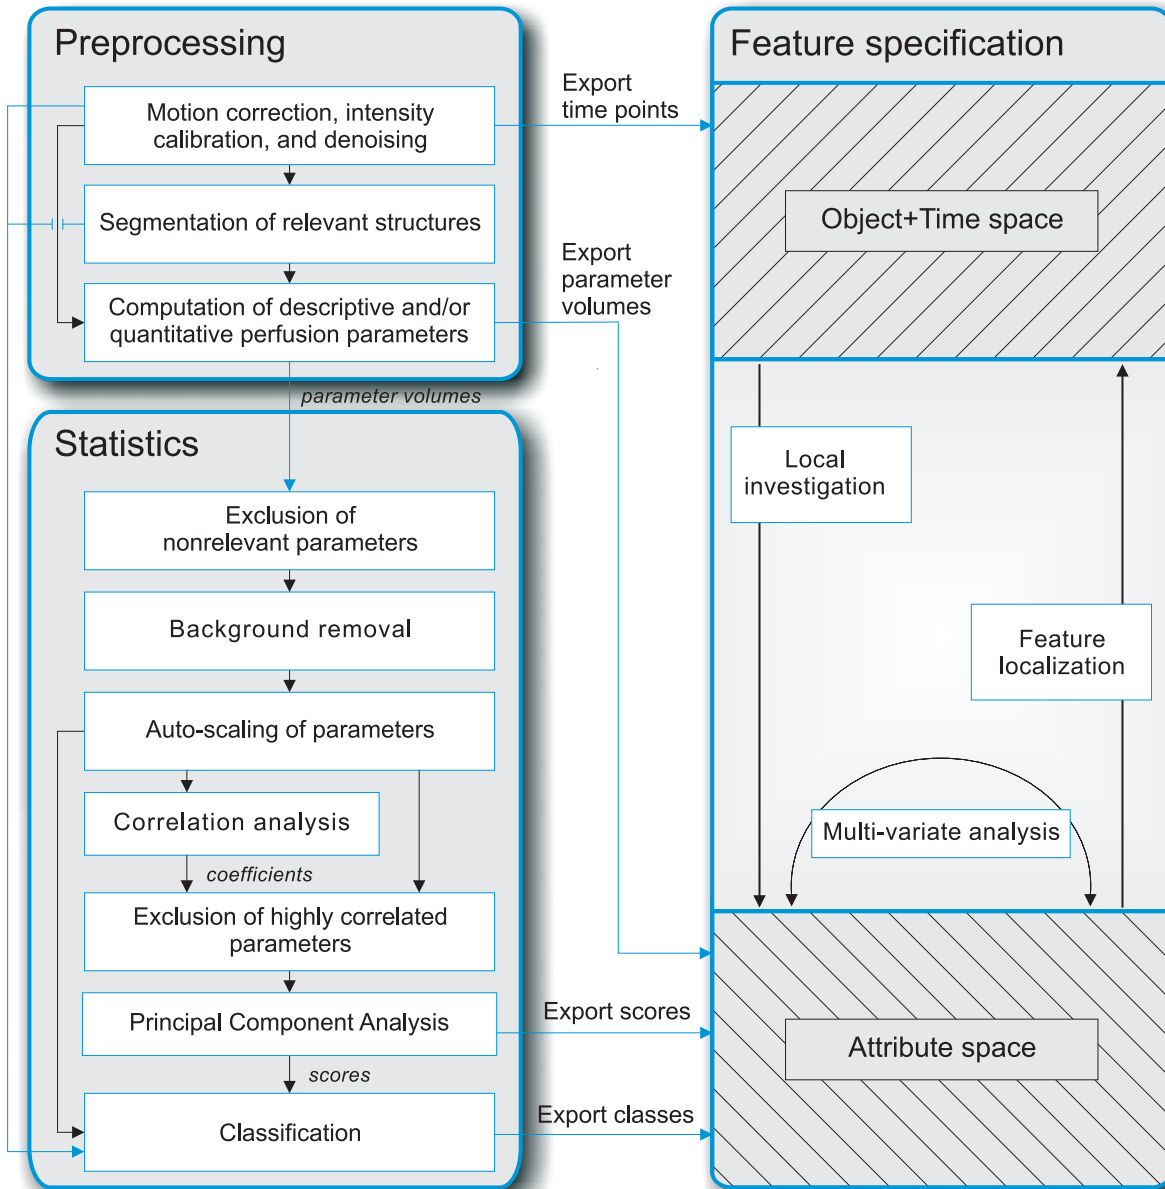 Preprocessing
Motion correction, intensity
calibration, and denoising
Segmentation of relevant structures
Computation of descriptive and/or
quantitative perfusion parameters
parameter volumes
Statistics
Exclusion of
nonrelevant parameters
Background removal
Auto-scaling of parameters
Correlation analysis
coefficients
Exclusion of highly correlated
parameters
Principal Component Analysis
scores
Classification
Export
time points
Export
parameter
volumes
Export scores
Export classes
Feature specification
Object+Time space
Local
investigation
Feature
localization
Multi-variate analysis
Attribute space